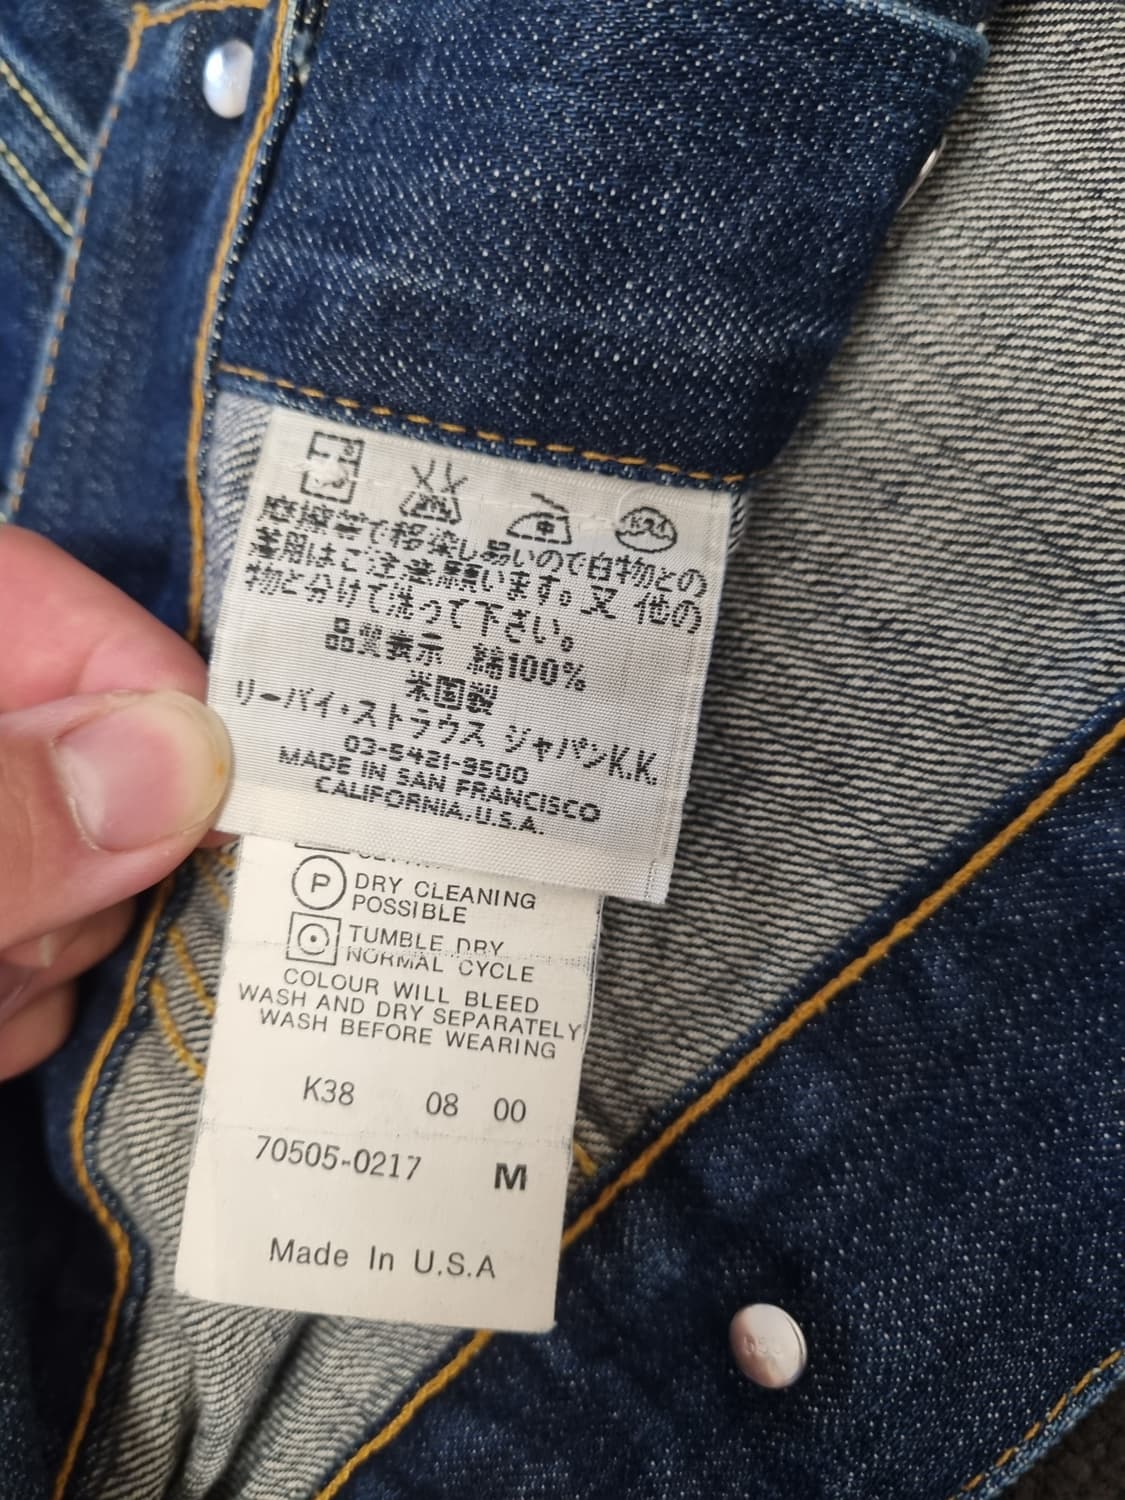 中
ドライ
摩擦等で移染し易いので白物との
着用はご注意願います。又 他の
物と分けて洗って下さい。
品質表示 綿100%
米国製
リーバイ・ストラウス ジャパンK.K.
03-5421-9500
MADE IN SAN FRANCISCO
CALIFORNIA.U.S.A.
P DRY CLEANING
POSSIBLE
TUMBLE DRY
NORMAL CYCLE
COLOUR WILL BLEED
WASH AND DRY SEPARATELY
WASH BEFORE WEARING
K38 08 00
70505-0217 M
Made In U.S.A